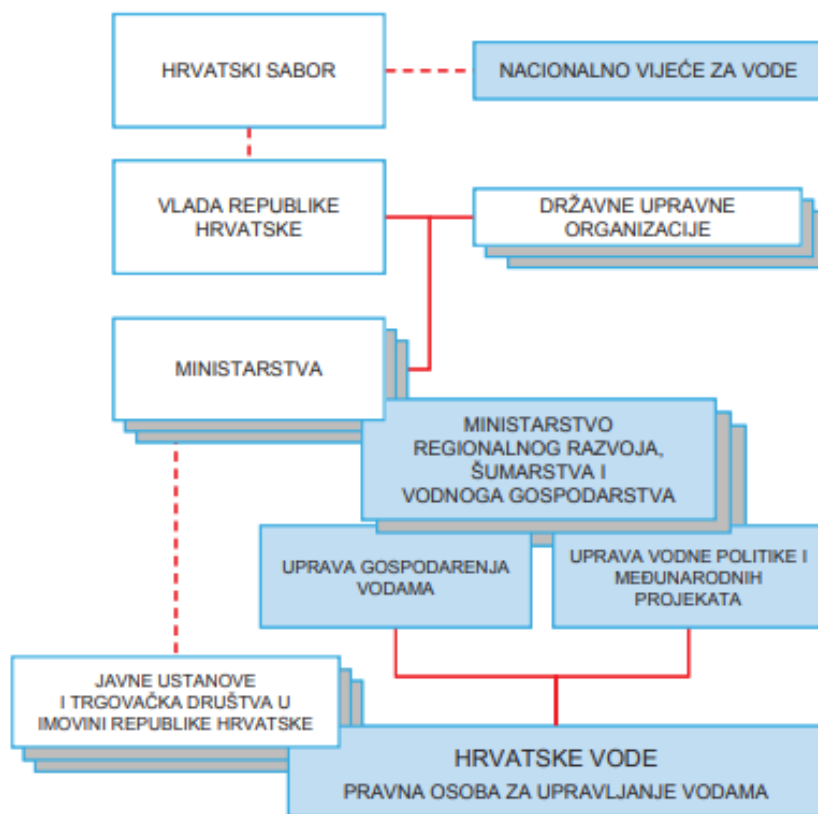 HRVATSKI SABOR
NACIONALNO VIJEĆE ZA VODE
VLADA REPUBLIKE
HRVATSKE
DRŽAVNE UPRAVNE
ORGANIZACIJE
MINISTARSTVA
MINISTARSTVO
REGIONALNOG RAZVOJA,
ŠUMARSTVA I
VODNOGA GOSPODARSTVA
UPRAVA GOSPODARENJA
VODAMA
UPRAVA VODNE POLITIKE I
MEĐUNARODNIH
PROJEKATA
JAVNE USTANOVE
I TRGOVAČKA DRUŠTVA U
IMOVINI REPUBLIKE HRVATSKE
HRVATSKE VODE
PRAVNA OSOBA ZA UPRAVLJANJE VODAMA